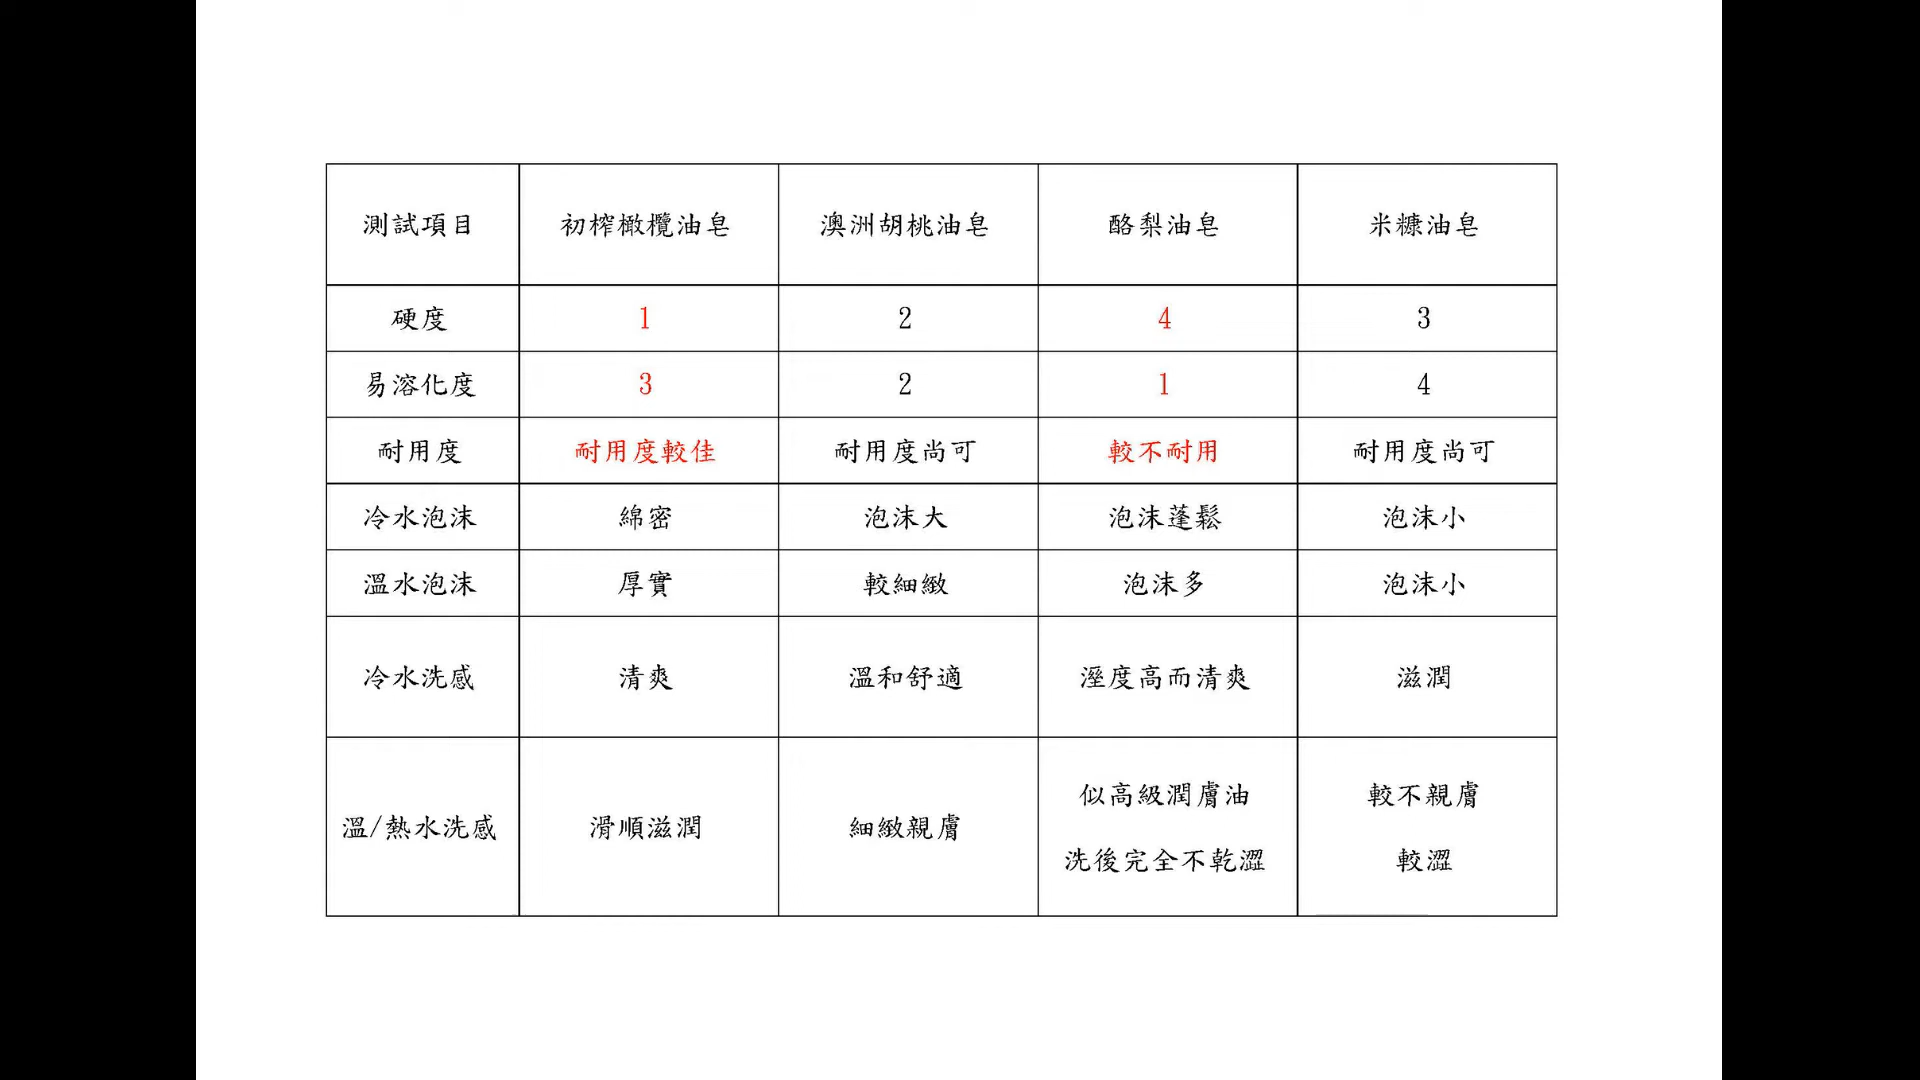 測試項目 初榨橄欖油皂 澳洲胡桃油皂 酪梨油皂 米糠油皂
硬度 1 2 4 3
易溶化度 3 2 1 4
耐用度 耐用度較佳 耐用度尚可 較不耐用 耐用度尚可
冷水泡沫 綿密 泡沫大 泡沫蓬鬆 泡沫小
溫水泡沫 厚實 較細緻 泡沫多 泡沫小
冷水洗感 清爽 溫和舒適 溼度高而清爽 滋潤
溫/熱水洗感 滑順滋潤 細緻親膚 似高級潤膚油 較不親膚
洗後完全不乾澀 較澀